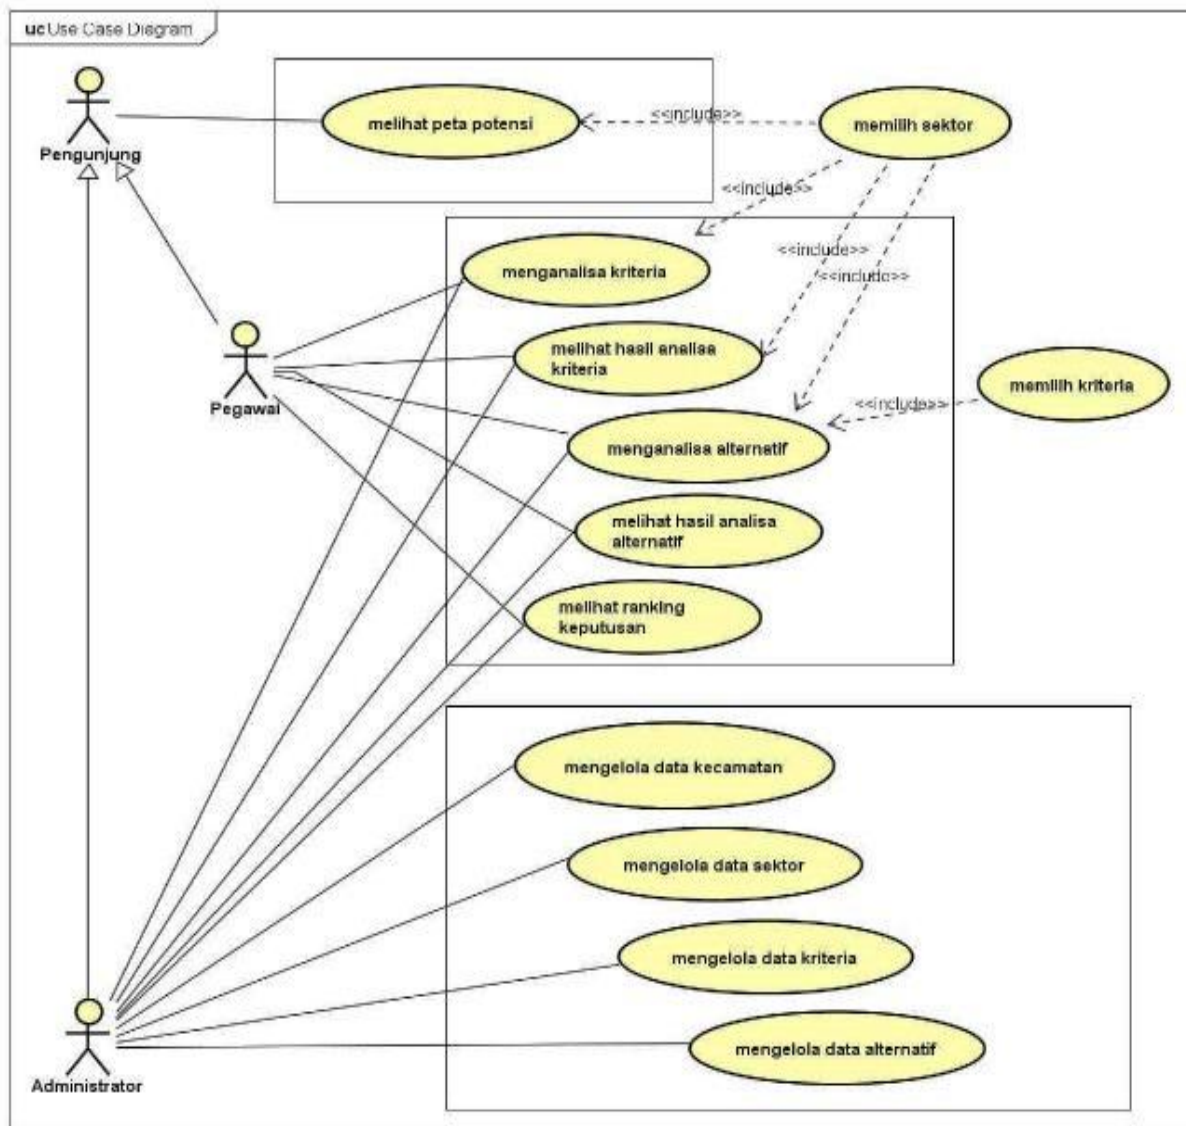 uc Use Case Diagram
Pengunjung
melihat peta potensi
<<include>>
memilih sektor
<<include>>
menganalisa kriteria
<<include>>
<<include>>
melihat hasil analisa
kriteria
Pegawai
memilih kriteria
<<include>>
menganalisa alternatif
melihat hasil analisa
alternatif
melihat ranking
keputusan
mengelola data kecamatan
mengelola data sektor
mengelola data kriteria
mengelola data alternatif
Administrator